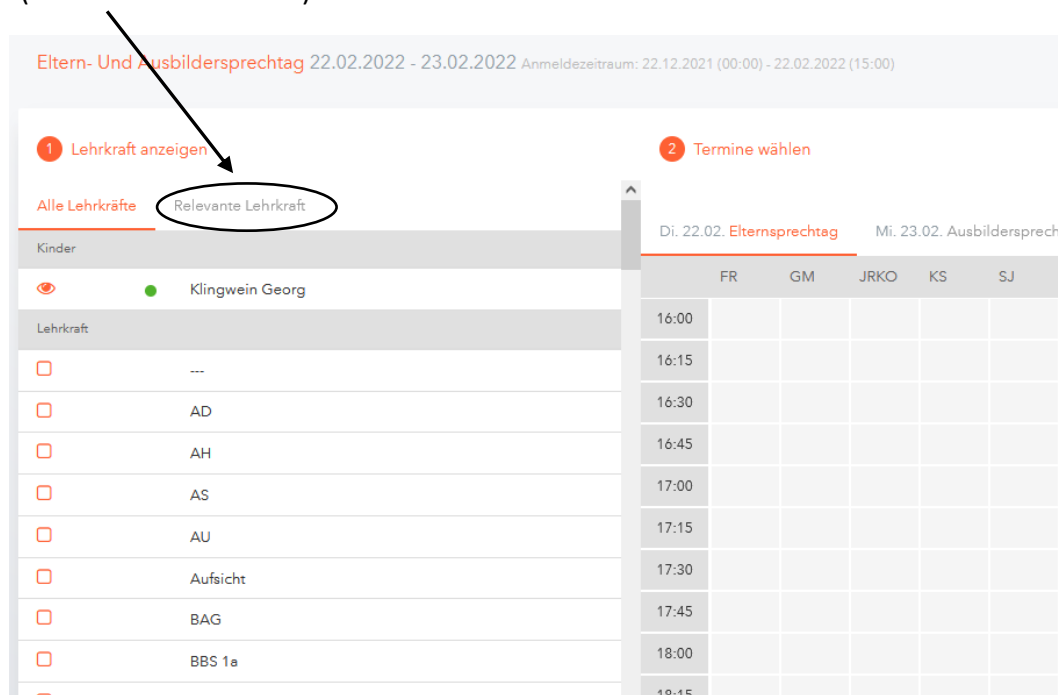 Eltern- Und Ausbildersprechtag 22.02.2022 - 23.02.2022 Anmeldezeitraum: 22.12.2021 (00:00) - 22.02.2022 (15:00)
1 Lehrkraft anzeigen
Alle Lehrkräfte Relevante Lehrkraft
Kinder
Klingwein Georg
Lehrkraft
---
AD
AH
AS
AU
Aufsicht
BAG
BBS 1a
2 Termine wählen
Di. 22.02. Elternsprechtag Mi. 23.02. Ausbildersprech
FR GM JRKO KS SJ
16:00
16:15
16:30
16:45
17:00
17:15
17:30
17:45
18:00
18:15